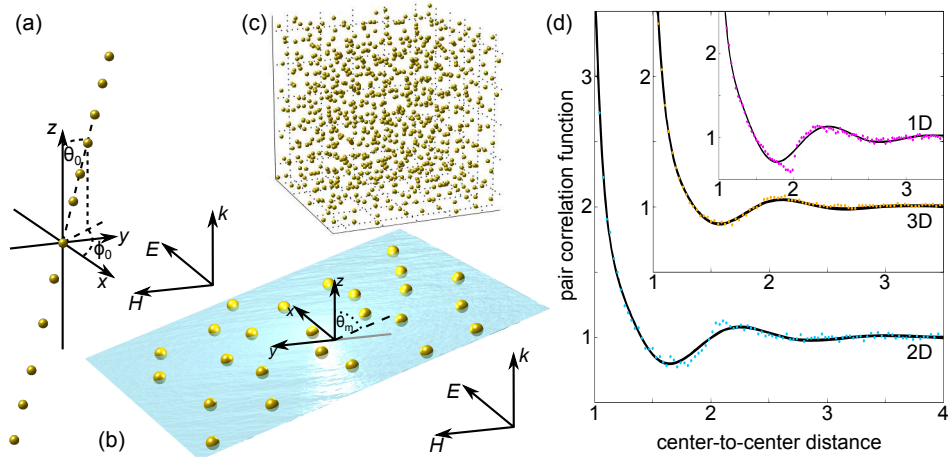 (a)
z
θ₀
y
ϕ₀
x
k
E
H
(b)
z
x
θₘ
y
k
E
H
(c)
(d)
pair correlation function
3
2
1
2
1
2
1
1D
1
2
3
3D
1
2
3
2D
1
2
3
4
center-to-center distance